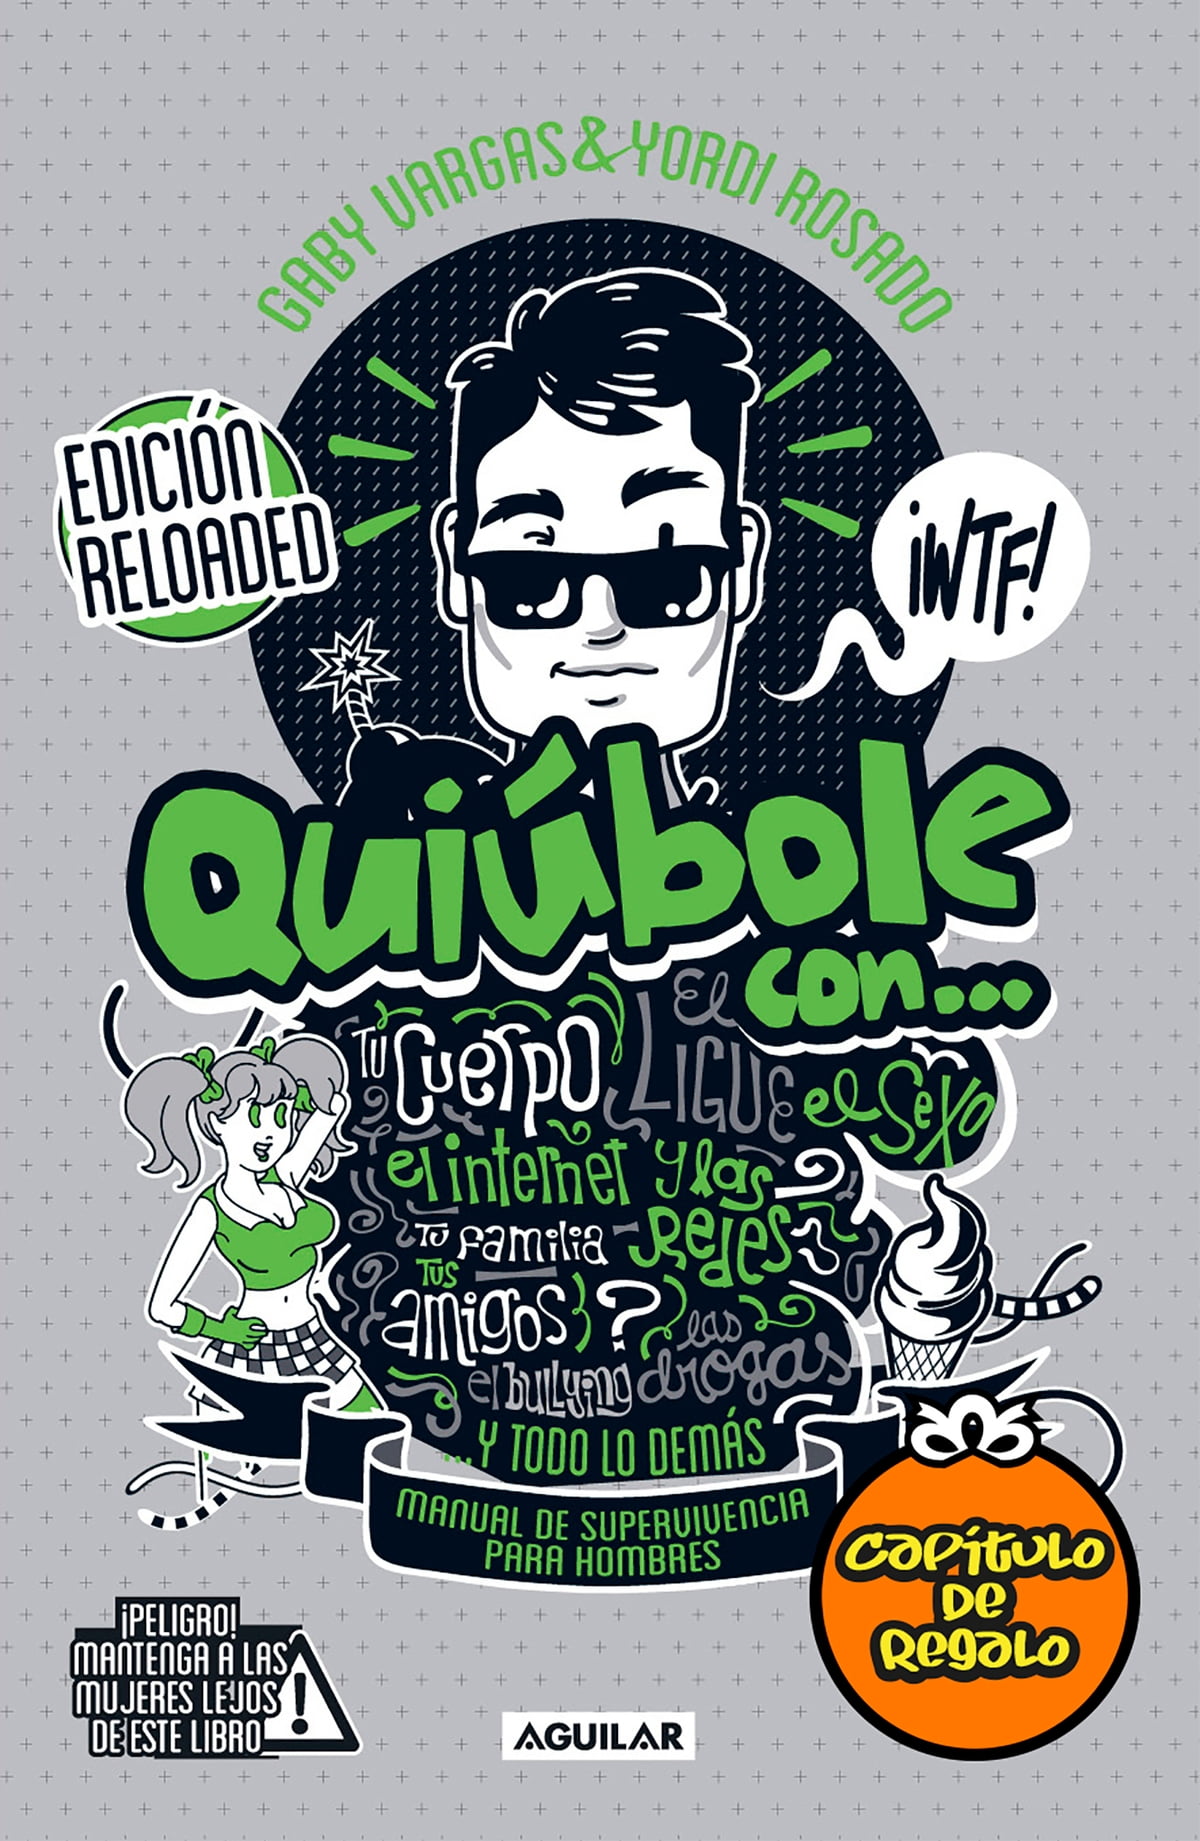 GABY VARGAS & YORDI ROSADO
EDICIÓN
RELOADED
¡WTF!
Quiúbole
con...
TU CUERPO
EL LIGUE
el sexo
el internet y las
REDES
TU FAMILIA
TUS
amigos
?
las
drogas
el bullying
...Y TODO LO DEMÁS
MANUAL DE SUPERVIVENCIA
PARA HOMBRES
CAPÍTULO
DE
REGALO
¡PELIGRO!
MANTENGA A LAS
MUJERES LEJOS
DE ESTE LIBRO
!
AGUILAR